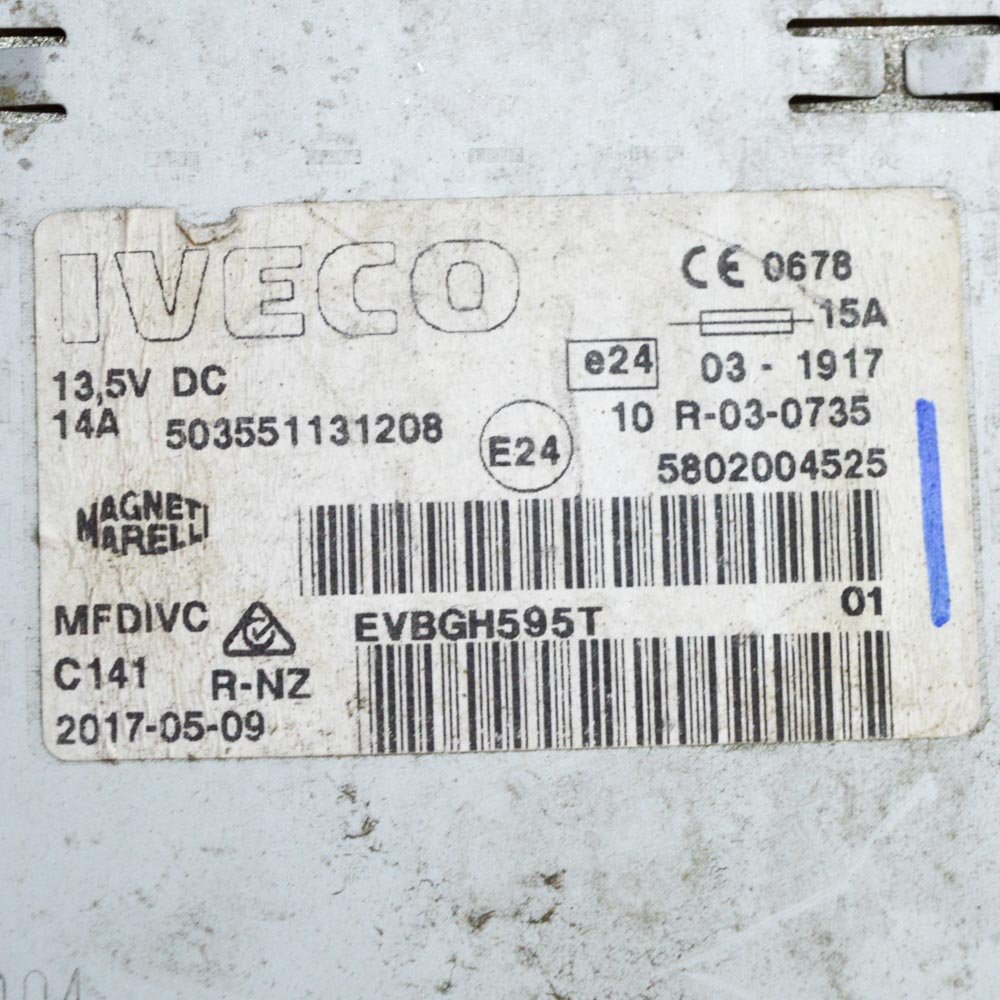 IVECO
CE 0678
15A
13,5V DC
e24 03 - 1917
14A 503551131208
E24 10 R-03-0735
5802004525
MAGNETI
MARELLI
01
MFDIVC
EVBGH595T
C141 R-NZ
2017-05-09